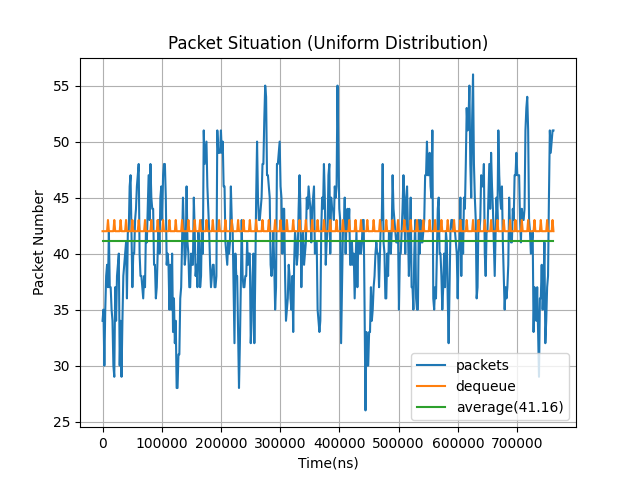 Packet Situation (Uniform Distribution)
55
50
45
40
35
30
25
Packet Number
0 100000 200000 300000 400000 500000 600000 700000
Time(ns)
packets
dequeue
average(41.16)